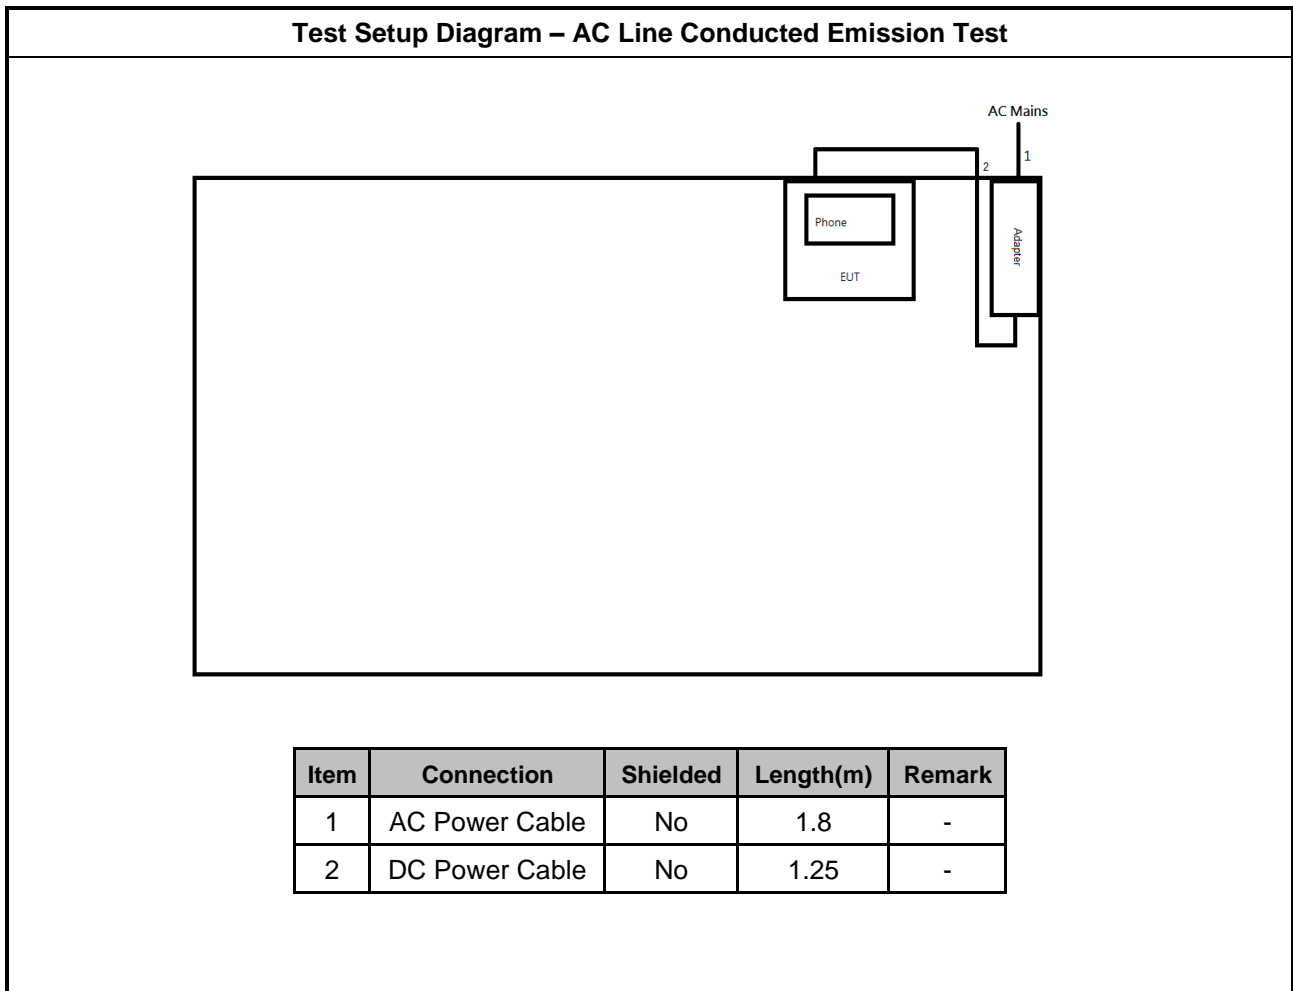 Test Setup Diagram – AC Line Conducted Emission Test
AC Mains
1
2
Phone
Adapter
EUT
Item Connection Shielded Length(m) Remark
1 AC Power Cable No 1.8 -
2 DC Power Cable No 1.25 -